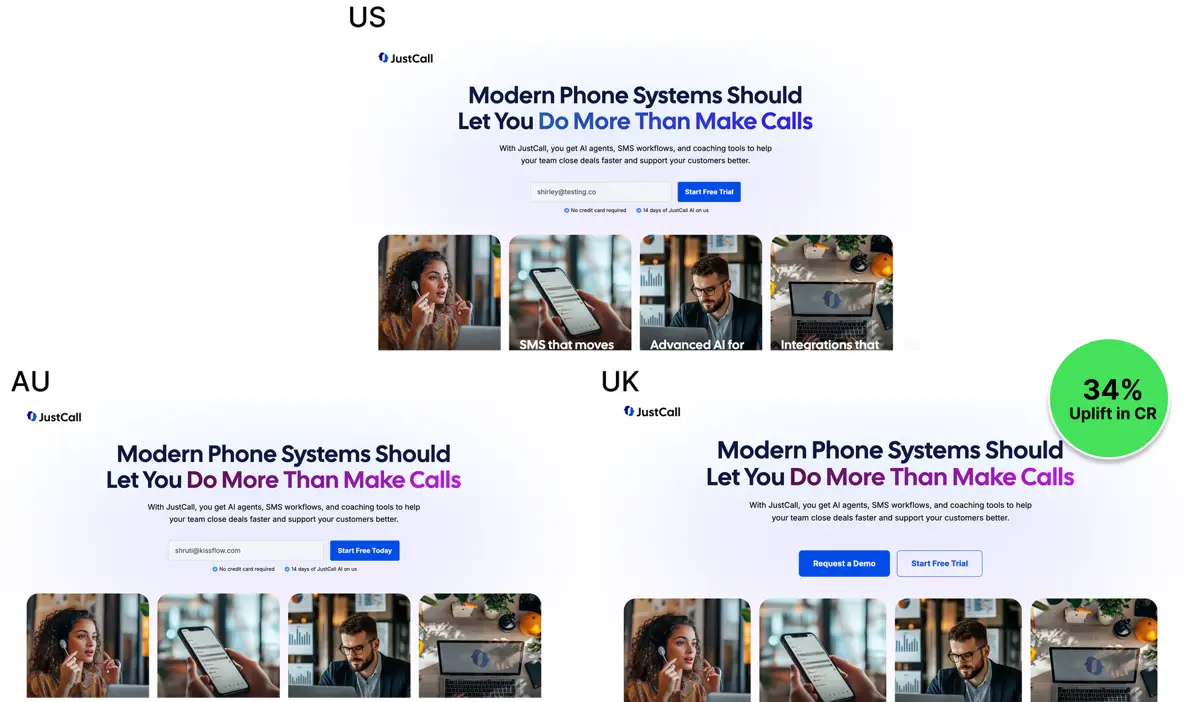 US
JustCall
Modern Phone Systems Should
Let You Do More Than Make Calls
With JustCall, you get AI agents, SMS workflows, and coaching tools to help
your team close deals faster and support your customers better.
shirley@testing.co
Start Free Trial
No credit card required
14 days of JustCall AI on us
SMS that moves
Advanced AI for
Integrations that
AU
JustCall
Modern Phone Systems Should
Let You Do More Than Make Calls
With JustCall, you get AI agents, SMS workflows, and coaching tools to help
your team close deals faster and support your customers better.
shruti@kissflow.com
Start Free Today
No credit card required
14 days of JustCall AI on us
UK
34%
Uplift in CR
JustCall
Modern Phone Systems Should
Let You Do More Than Make Calls
With JustCall, you get AI agents, SMS workflows, and coaching tools to help
your team close deals faster and support your customers better.
Request a Demo
Start Free Trial